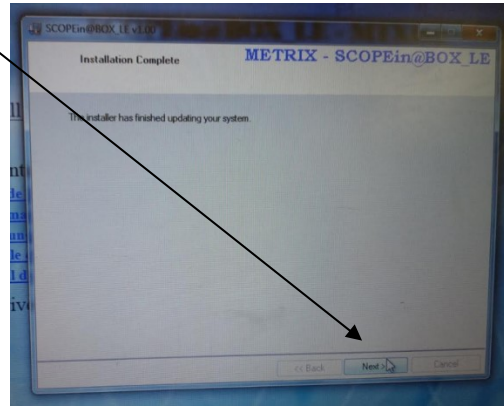 SCOPEin@BOX_LE v1.00
Installation Complete
METRIX - SCOPEin@BOX_LE
The installer has finished updating your system.
<< Back
Next >>
Cancel